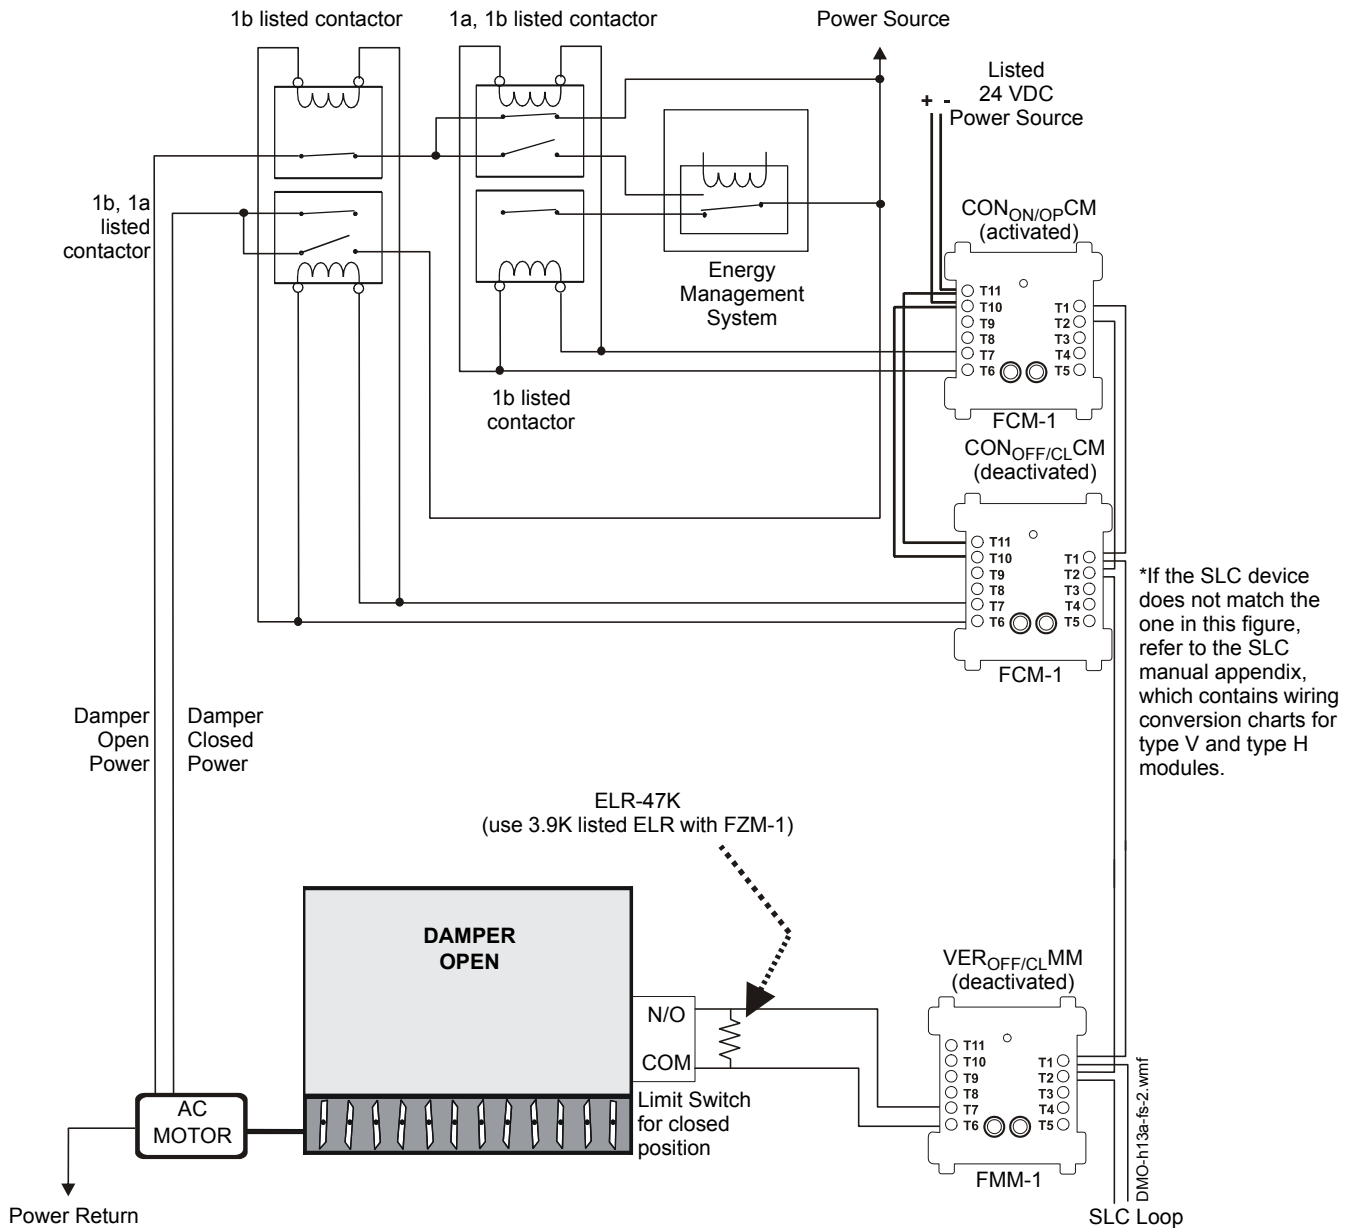 1b listed contactor
1a, 1b listed contactor
Power Source
Listed
24 VDC
Power Source
+ -
1b, 1a
listed
contactor
Energy
Management
System
1b listed
contactor
CONON/OPCM
(activated)
T11
T10
T9
T8
T7
T6
T1
T2
T3
T4
T5
FCM-1
CONOFF/CLCM
(deactivated)
T11
T10
T9
T8
T7
T6
T1
T2
T3
T4
T5
FCM-1
*If the SLC device
does not match the
one in this figure,
refer to the SLC
manual appendix,
which contains wiring
conversion charts for
type V and type H
modules.
Damper
Open
Power
Damper
Closed
Power
ELR-47K
(use 3.9K listed ELR with FZM-1)
DAMPER
OPEN
N/O
COM
Limit Switch
for closed
position
AC
MOTOR
Power Return
VEROFF/CLMM
(deactivated)
T11
T10
T9
T8
T7
T6
T1
T2
T3
T4
T5
FMM-1
DMO-h13a-fs-2.wmf
SLC Loop